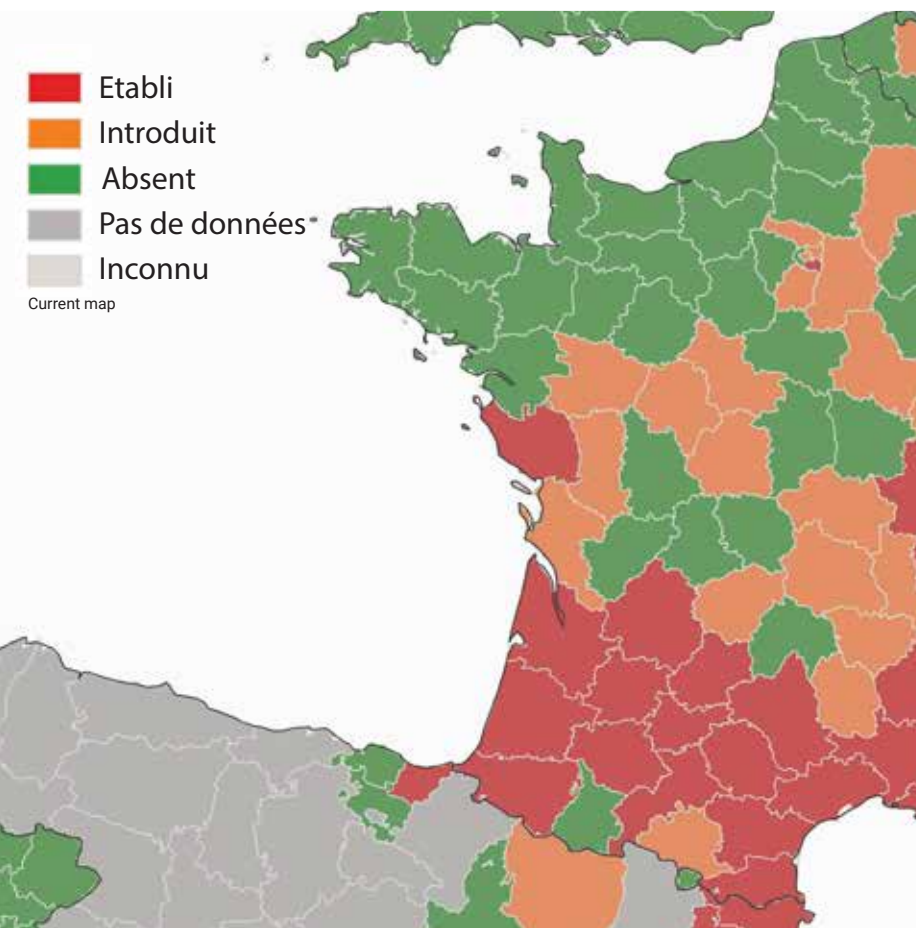 Etabli
Introduit
Absent
Pas de données
Inconnu
Current map